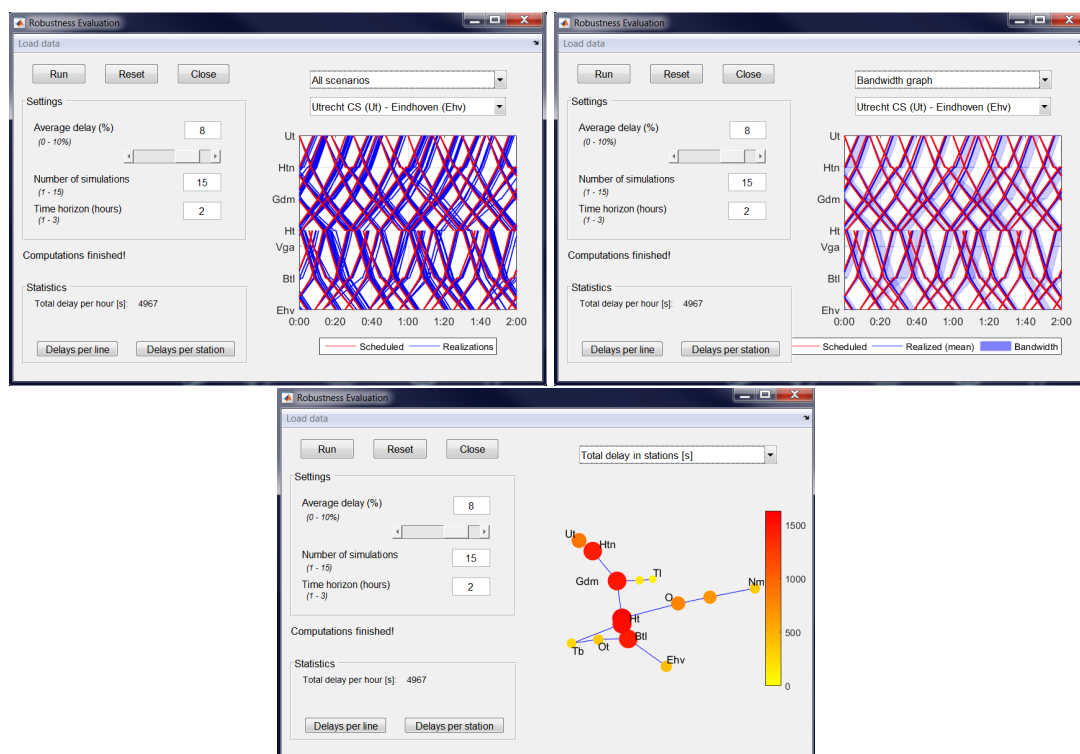 Robustness Evaluation
Load data
Run Reset Close
All scenarios
Settings
Utrecht CS (Ut) - Eindhoven (Ehv)
Average delay (%) 8
(0 - 10%)
Number of simulations 15
(1 - 15)
Time horizon (hours) 2
(1 - 3)
Computations finished!
Statistics
Total delay per hour [s]: 4967
Delays per line Delays per station
Ut
Htn
Gdm
Ht
Vga
Btl
Ehv
0:00 0:20 0:40 1:00 1:20 1:40 2:00
Scheduled Realizations
Robustness Evaluation
Load data
Run Reset Close
Bandwidth graph
Settings
Utrecht CS (Ut) - Eindhoven (Ehv)
Average delay (%) 8
(0 - 10%)
Number of simulations 15
(1 - 15)
Time horizon (hours) 2
(1 - 3)
Computations finished!
Statistics
Total delay per hour [s]: 4967
Delays per line Delays per station
Ut
Htn
Gdm
Ht
Vga
Btl
Ehv
0:00 0:20 0:40 1:00 1:20 1:40 2:00
Scheduled Realized (mean) Bandwidth
Robustness Evaluation
Load data
Run Reset Close
Total delay in stations [s]
Settings
Average delay (%) 8
(0 - 10%)
Number of simulations 15
(1 - 15)
Time horizon (hours) 2
(1 - 3)
Computations finished!
Statistics
Total delay per hour [s]: 4967
Delays per line Delays per station
Ut
Htn
Gdm
Tl
Nm
O
Ht
Btl
Tb
Ot
Ehv
1500
1000
500
0